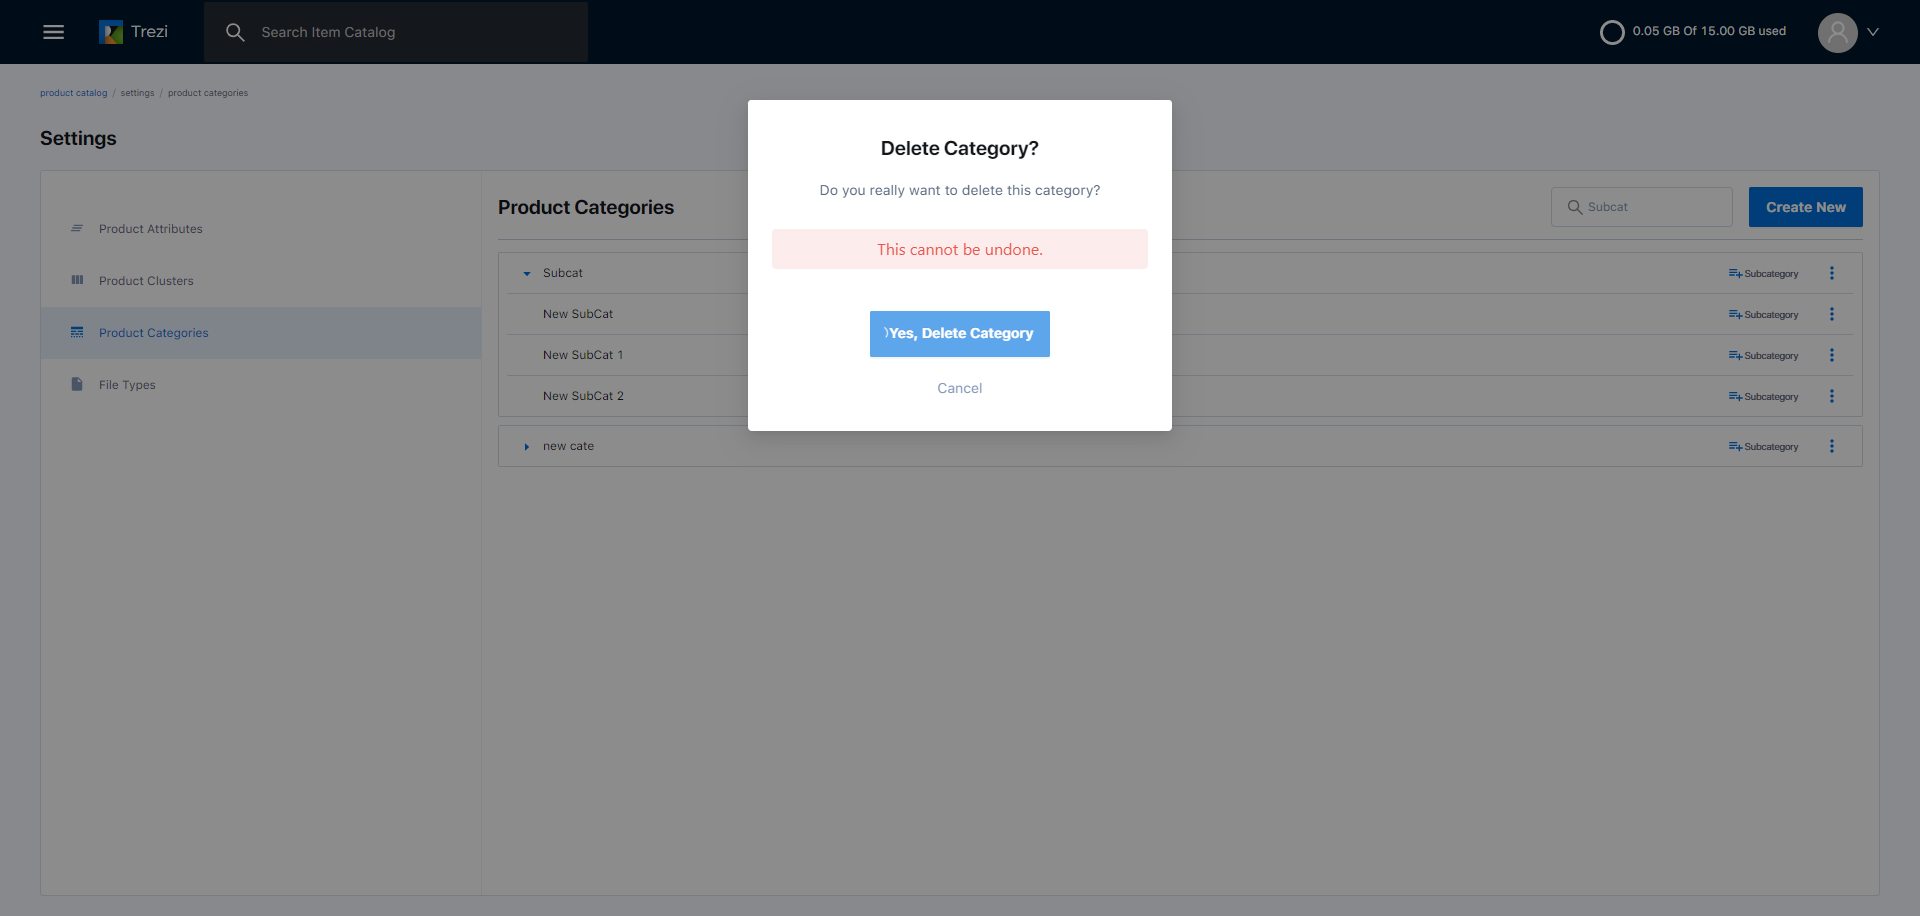 Trezi
Search Item Catalog
0.05 GB Of 15.00 GB used
product catalog / settings / product categories
Settings
Product Attributes
Product Clusters
Product Categories
File Types
Product Categories
Subcat
Create New
Subcat
Subcategory
New SubCat
Subcategory
New SubCat 1
Subcategory
New SubCat 2
Subcategory
new cate
Subcategory
Delete Category?
Do you really want to delete this category?
This cannot be undone.
Yes, Delete Category
Cancel